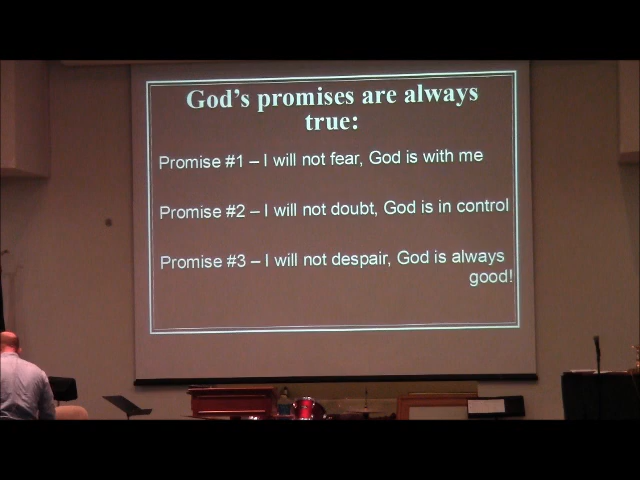 God's promises are always
true:
Promise #1 – I will not fear, God is with me
Promise #2 – I will not doubt, God is in control
Promise #3 – I will not despair, God is always
good!